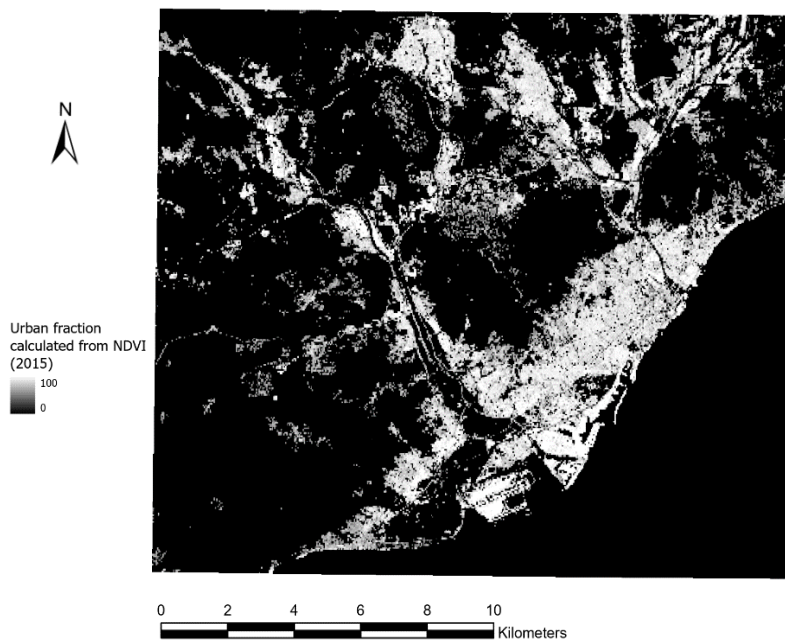 N
Urban fraction
calculated from NDVI
(2015)
100
0
0 2 4 6 8 10
Kilometers